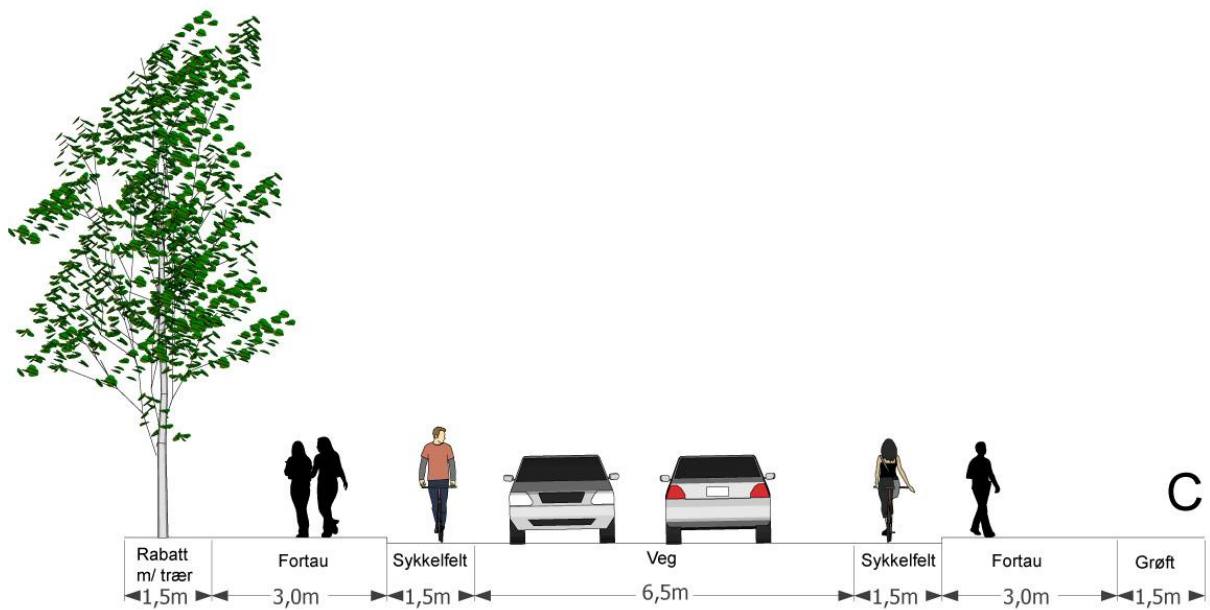 C
Rabatt
m/ trær
Fortau
Sykkelfelt
Veg
Sykkelfelt
Fortau
Grøft
1,5m
3,0m
1,5m
6,5m
1,5m
3,0m
1,5m